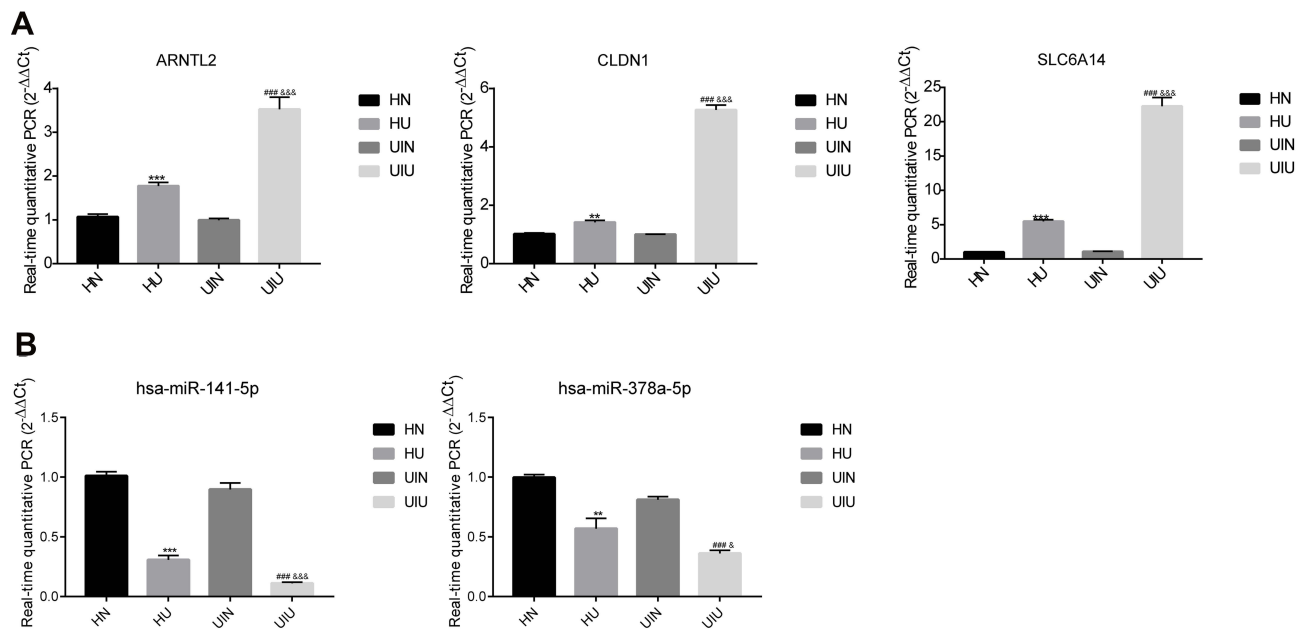 A
ARNTL2
Real-time quantitative PCR (2-ΔΔCt)
4
3
2
1
0
***
### &&&
HN
HU
UIN
UIU
HN
HU
UIN
UIU
CLDN1
Real-time quantitative PCR (2-ΔΔCt)
6
4
2
0
**
### &&&
HN
HU
UIN
UIU
HN
HU
UIN
UIU
SLC6A14
Real-time quantitative PCR (2-ΔΔCt)
25
20
15
10
5
0
***
### &&&
HN
HU
UIN
UIU
HN
HU
UIN
UIU
B
hsa-miR-141-5p
Real-time quantitative PCR (2-ΔΔCt)
1.5
1.0
0.5
0.0
***
### &&&
HN
HU
UIN
UIU
HN
HU
UIN
UIU
hsa-miR-378a-5p
Real-time quantitative PCR (2-ΔΔCt)
1.5
1.0
0.5
0.0
**
### &
HN
HU
UIN
UIU
HN
HU
UIN
UIU